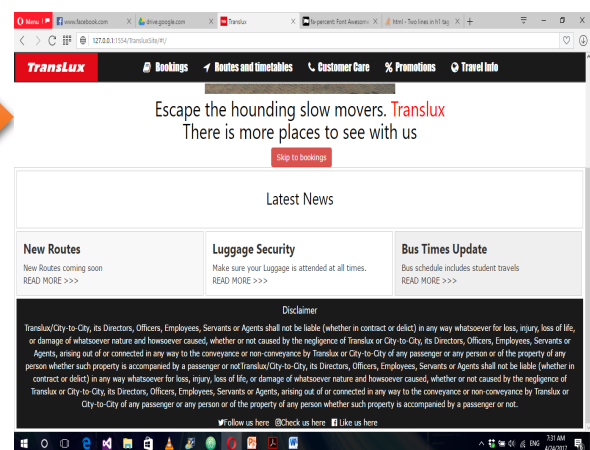 Menu www.facebook.com drive.google.com Translux fa-percent: Font Awesome html - Two lines in h1 tag
127.0.0.1:1554/TransluxSite/#!/
TransLux Bookings Routes and timetables Customer Care % Promotions Travel Info
Escape the hounding slow movers. Translux
There is more places to see with us
Skip to bookings
Latest News
New Routes Luggage Security Bus Times Update
New Routes coming soon Make sure your Luggage is attended at all times. Bus schedule includes student travels
READ MORE >>> READ MORE >>> READ MORE >>>
Disclaimer
Translux/City-to-City, its Directors, Officers, Employees, Servants or Agents shall not be liable (whether in contract or delict) in any way whatsoever for loss, injury, loss of life,
or damage of whatsoever nature and howsoever caused, whether or not caused by the negligence of Translux or City-to-City, its Directors, Officers, Employees, Servants or
Agents, arising out of or connected in any way to the conveyance or non-conveyance by Translux or City-to-City of any passenger or any person or of the property of any
person whether such property is accompanied by a passenger or notTranslux/City-to-City, its Directors, Officers, Employees, Servants or Agents shall not be liable (whether in
contract or delict) in any way whatsoever for loss, injury, loss of life, or damage of whatsoever nature and howsoever caused, whether or not caused by the negligence of
Translux or City-to-City, its Directors, Officers, Employees, Servants or Agents, arising out of or connected in any way to the conveyance or non-conveyance by Translux or
City-to-City of any passenger or any person or of the property of any person whether such property is accompanied by a passenger or not.
Follow us here Check us here Like us here
ENG 7:31 AM
4/24/2017